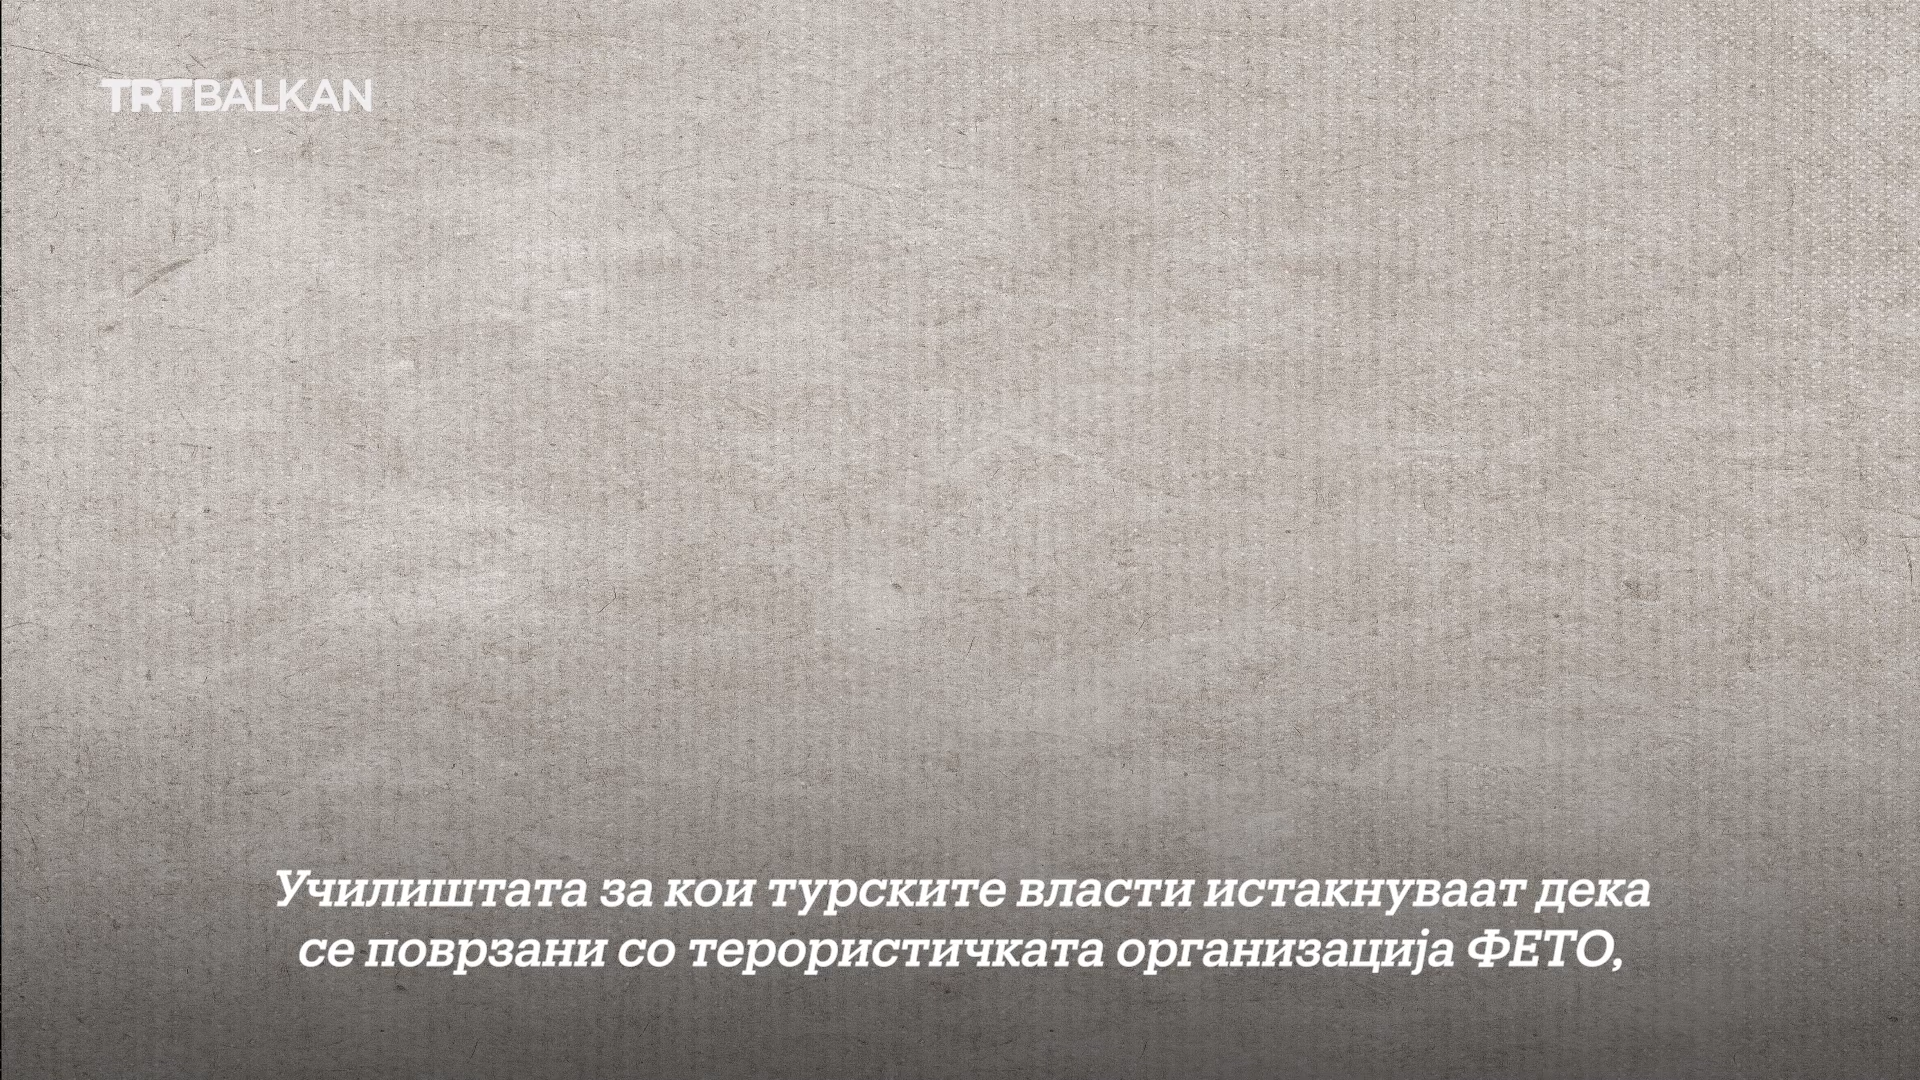 TRTBALKAN
Училиштата за кои турските власти истакнуваат дека
се поврзани со терористичката организација ФЕТО,